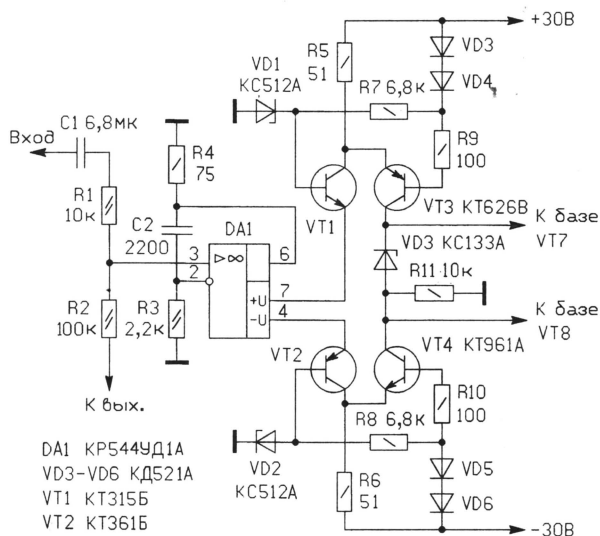 +30В
R5
51
VD3
VD1
КС512А
VD4
R7 6,8к
C1 6,8мк
Вход
R4
75
R9
100
R1
10к
C2
2200
DA1
VT1
VT3 КТ626В
К базе
VT7
VD3 КС133А
3
▷∞
6
2
+U
7
-U
4
R11 10к
R2
100к
R3
2,2к
К базе
VT8
VT2
VT4 КТ961А
К вых.
R10
100
R8 6,8к
VD2
КС512А
R6
51
VD5
VD6
-30В
DA1 КР544УД1А
VD3-VD6 КД521А
VT1 КТ315Б
VT2 КТ361Б